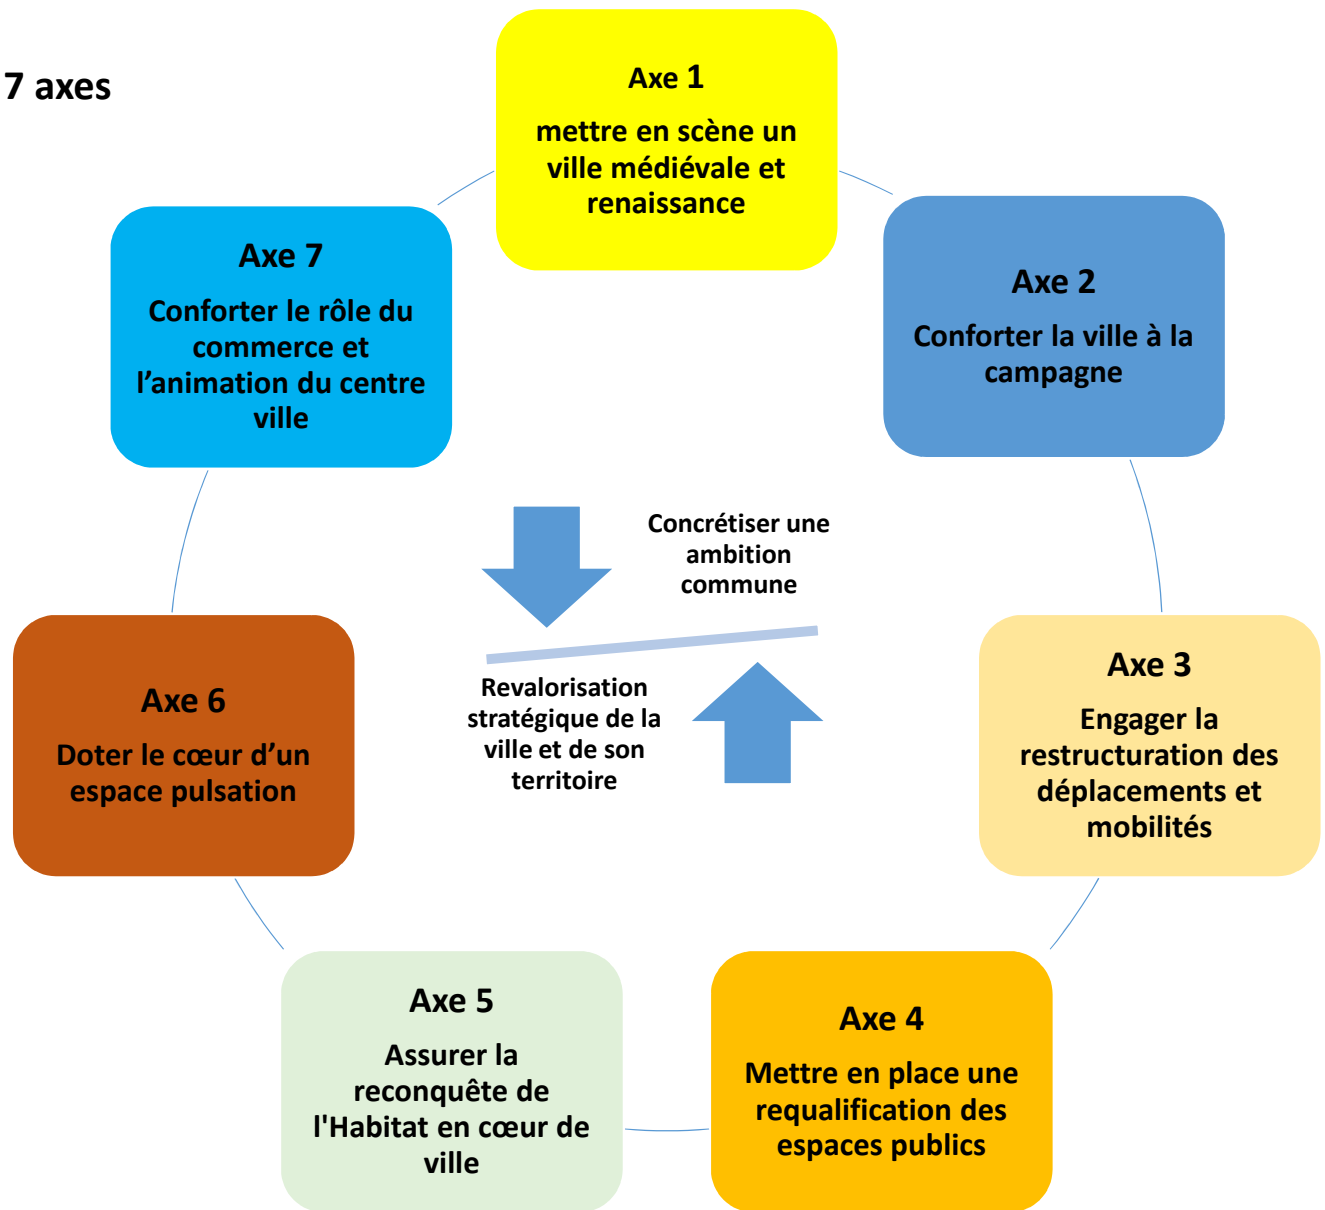 7 axes
Axe 1
mettre en scène un
ville médiévale et
renaissance
Axe 2
Conforter la ville à la
campagne
Axe 3
Engager la
restructuration des
déplacements et
mobilités
Axe 4
Mettre en place une
requalification des
espaces publics
Axe 5
Assurer la
reconquête de
l'Habitat en cœur de
ville
Axe 6
Doter le cœur d’un
espace pulsation
Axe 7
Conforter le rôle du
commerce et
l’animation du centre
ville
Concrétiser une
ambition
commune
Revalorisation
stratégique de la
ville et de son
territoire